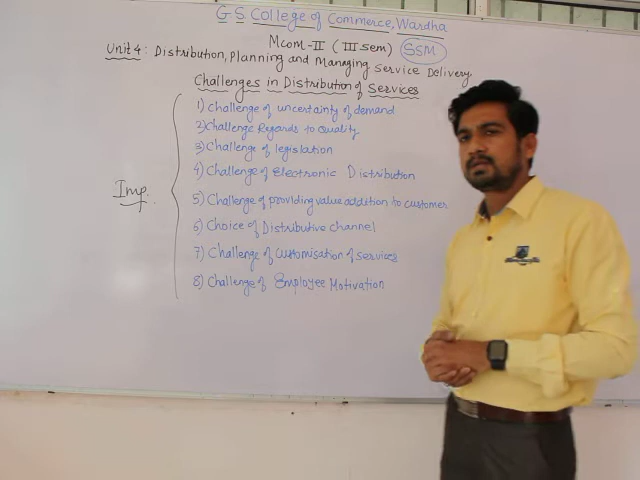 G S College of Commerce, Wardha
Mcom-II (III sem) SSM
Unit 4: Distribution, Planning and Managing Service Delivery
Challenges in Distribution of Services
1) Challenge of uncertainty of demand
2) Challenge Regards to Quality
3) Challenge of legislation
4) Challenge of Electronic Distribution
5) Challenge of providing value addition to customer
6) Choice of Distributive channel
7) Challenge of Customisation of services
8) Challenge of Employee Motivation
Imp.